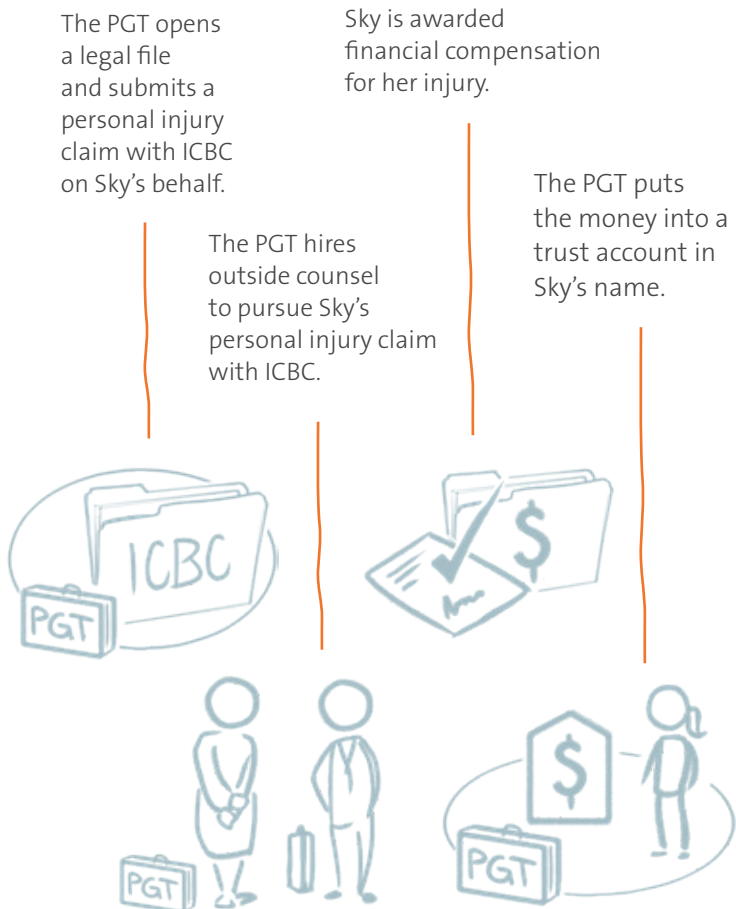 The PGT opens
a legal file
and submits a
personal injury
claim with ICBC
on Sky’s behalf.
The PGT hires
outside counsel
to pursue Sky’s
personal injury claim
with ICBC.
Sky is awarded
financial compensation
for her injury.
The PGT puts
the money into a
trust account in
Sky’s name.
ICBC
PGT
$
PGT
$
PGT